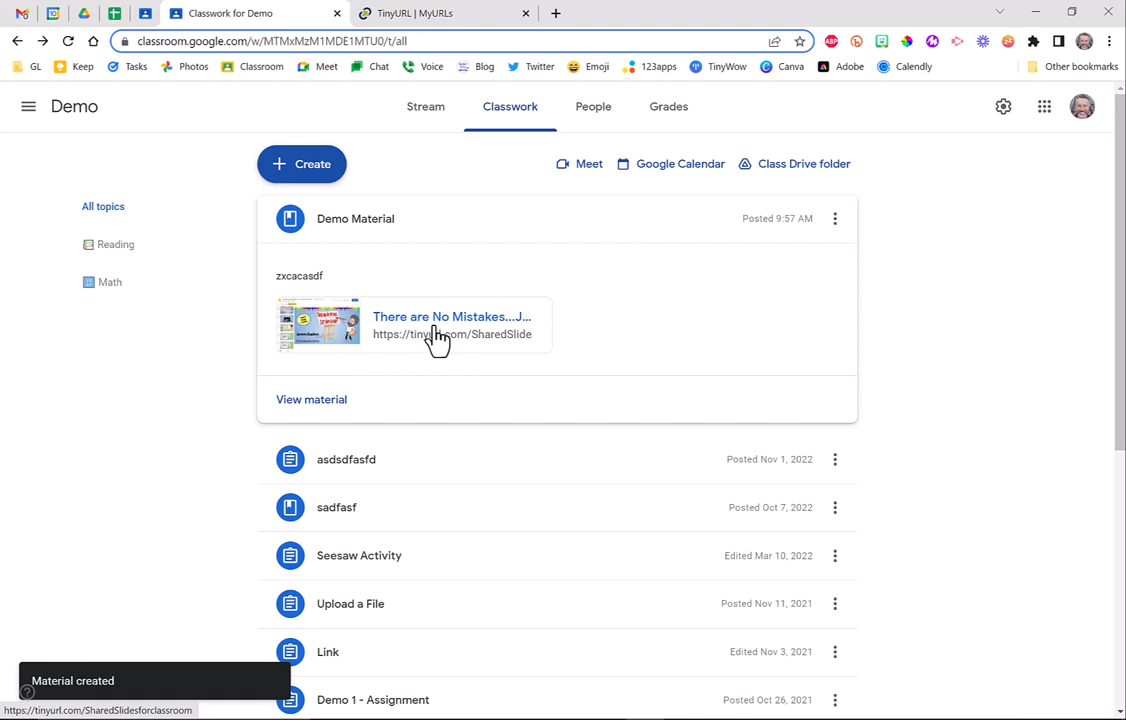 Classwork for Demo
TinyURL | MyURLs
classroom.google.com/w/MTMxMzM1MDE1MTU0/t/all
GL Keep Tasks Photos Classroom Meet Chat Voice Blog Twitter Emoji 123apps TinyWow Canva Adobe Calendly Other bookmarks
Demo
Stream Classwork People Grades
Create
Meet Google Calendar Class Drive folder
All topics
Reading
Math
Demo Material Posted 9:57 AM
zxcacasdf
There are No Mistakes...J...
View material
asdsdfasfd Posted Nov 1, 2022
sadfasf Posted Oct 7, 2022
Seesaw Activity Edited Mar 10, 2022
Upload a File Posted Nov 11, 2021
Link Edited Nov 3, 2021
Demo 1 - Assignment Posted Oct 26, 2021
Material created
https://tinyurl.com/SharedSlidesforclassroom